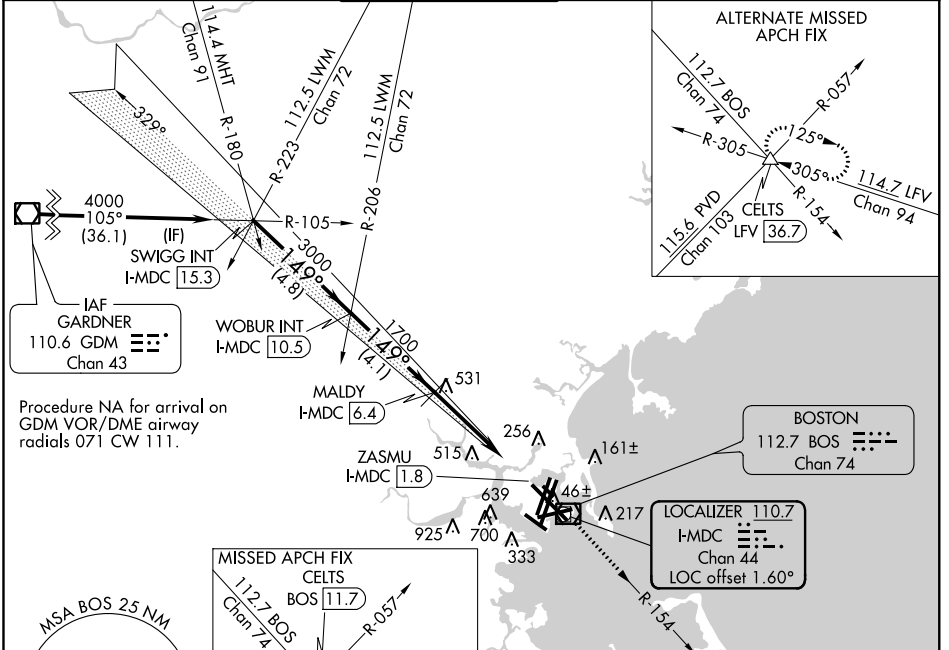 ALTERNATE MISSED
APCH FIX
112.7 BOS
Chan 74
R-057
R-305
125°
305°
R-154
114.7 LFV
Chan 94
115.6 PVD
Chan 103
CELTS
LFV 36.7
114.4 MHT
Chan 91
R-180
112.5 LWM
Chan 72
R-223
112.5 LWM
Chan 72
R-206
329°
4000
105°
(36.1)
(IF)
SWIGG INT
I-MDC 15.3
R-105
3000
149°
(4.8)
IAF
GARDNER
110.6 GDM
Chan 43
WOBUR INT
I-MDC 10.5
1700
149°
(4.1)
MALDY
I-MDC 6.4
531
Procedure NA for arrival on
GDM VOR/DME airway
radials 071 CW 111.
515
256
161±
ZASMU
I-MDC 1.8
46±
639
700
925
333
217
BOSTON
112.7 BOS
Chan 74
LOCALIZER 110.7
I-MDC
Chan 44
LOC offset 1.60°
R-154
MISSED APCH FIX
CELTS
BOS 11.7
112.7 BOS
Chan 74
R-057
MSA BOS 25 NM